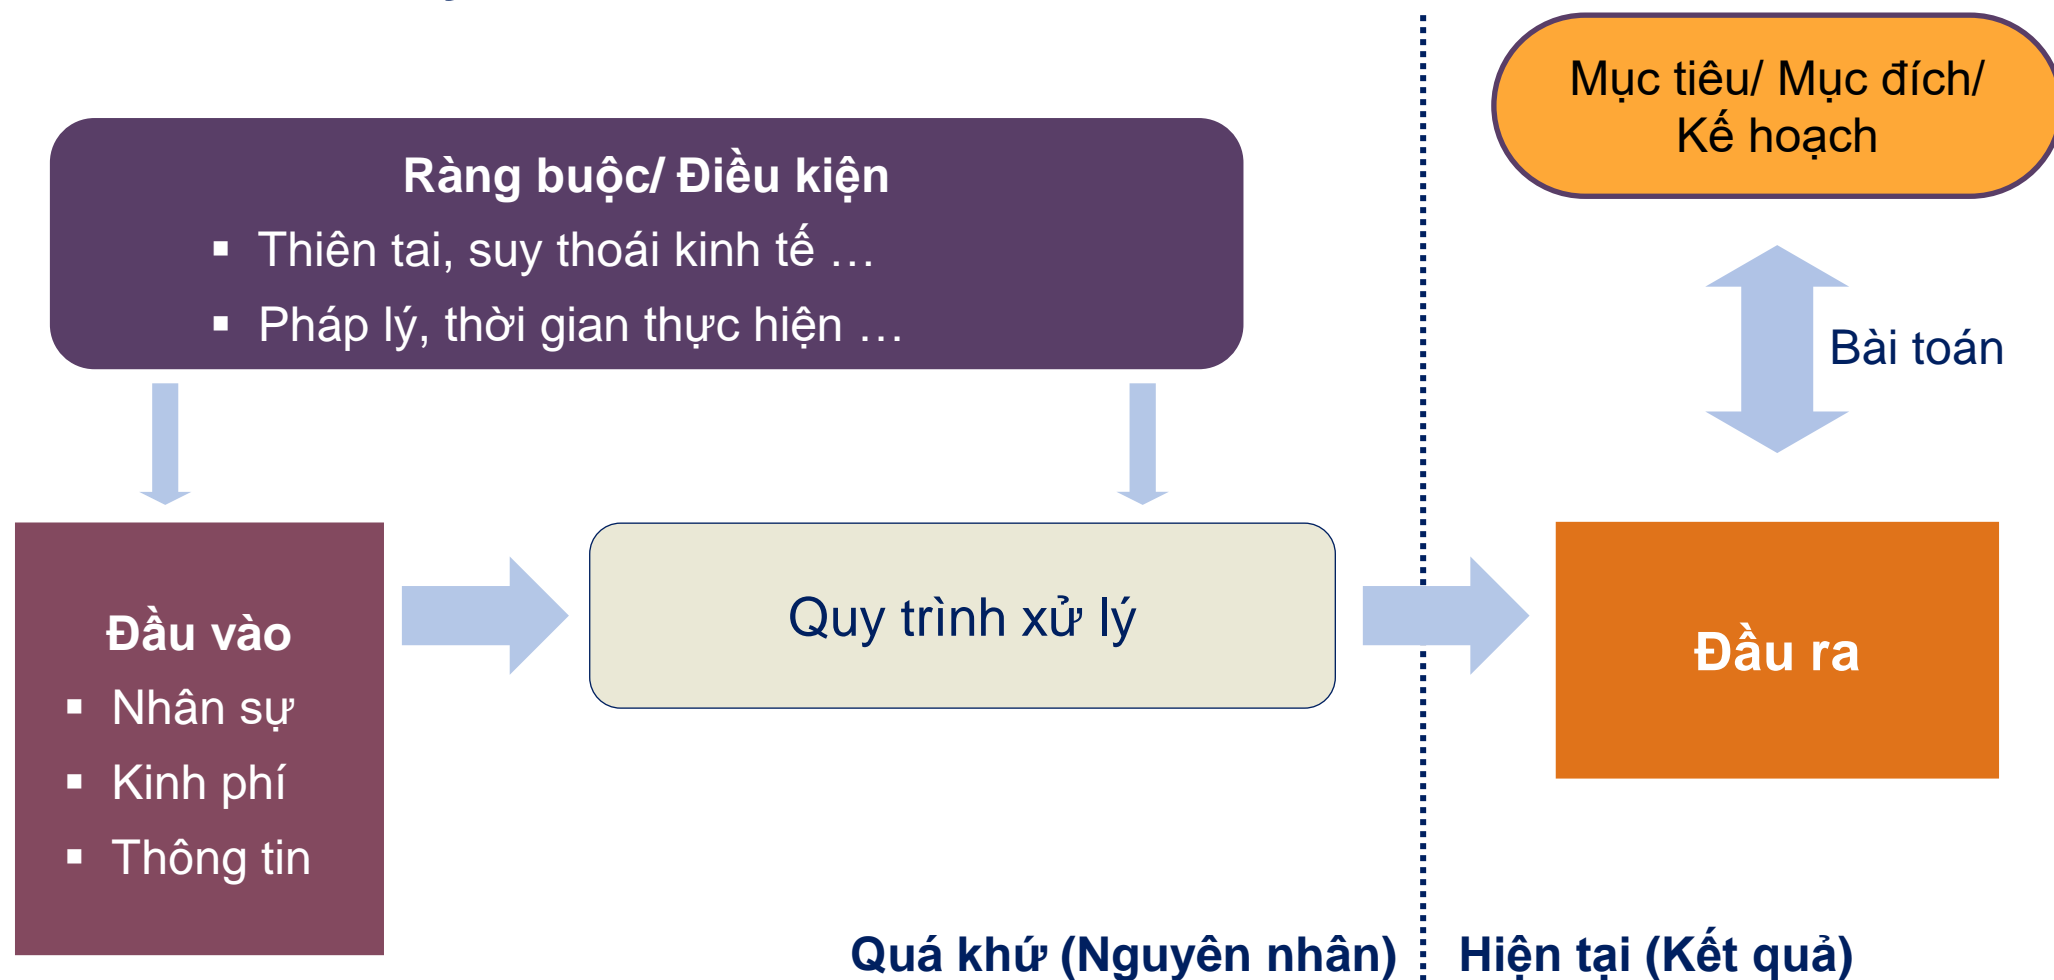 Mục tiêu/ Mục đích/
Kế hoạch
Ràng buộc/ Điều kiện
▪ Thiên tai, suy thoái kinh tế …
▪ Pháp lý, thời gian thực hiện …
Bài toán
Đầu vào
▪ Nhân sự
▪ Kinh phí
▪ Thông tin
Quy trình xử lý
Đầu ra
Quá khứ (Nguyên nhân)
Hiện tại (Kết quả)